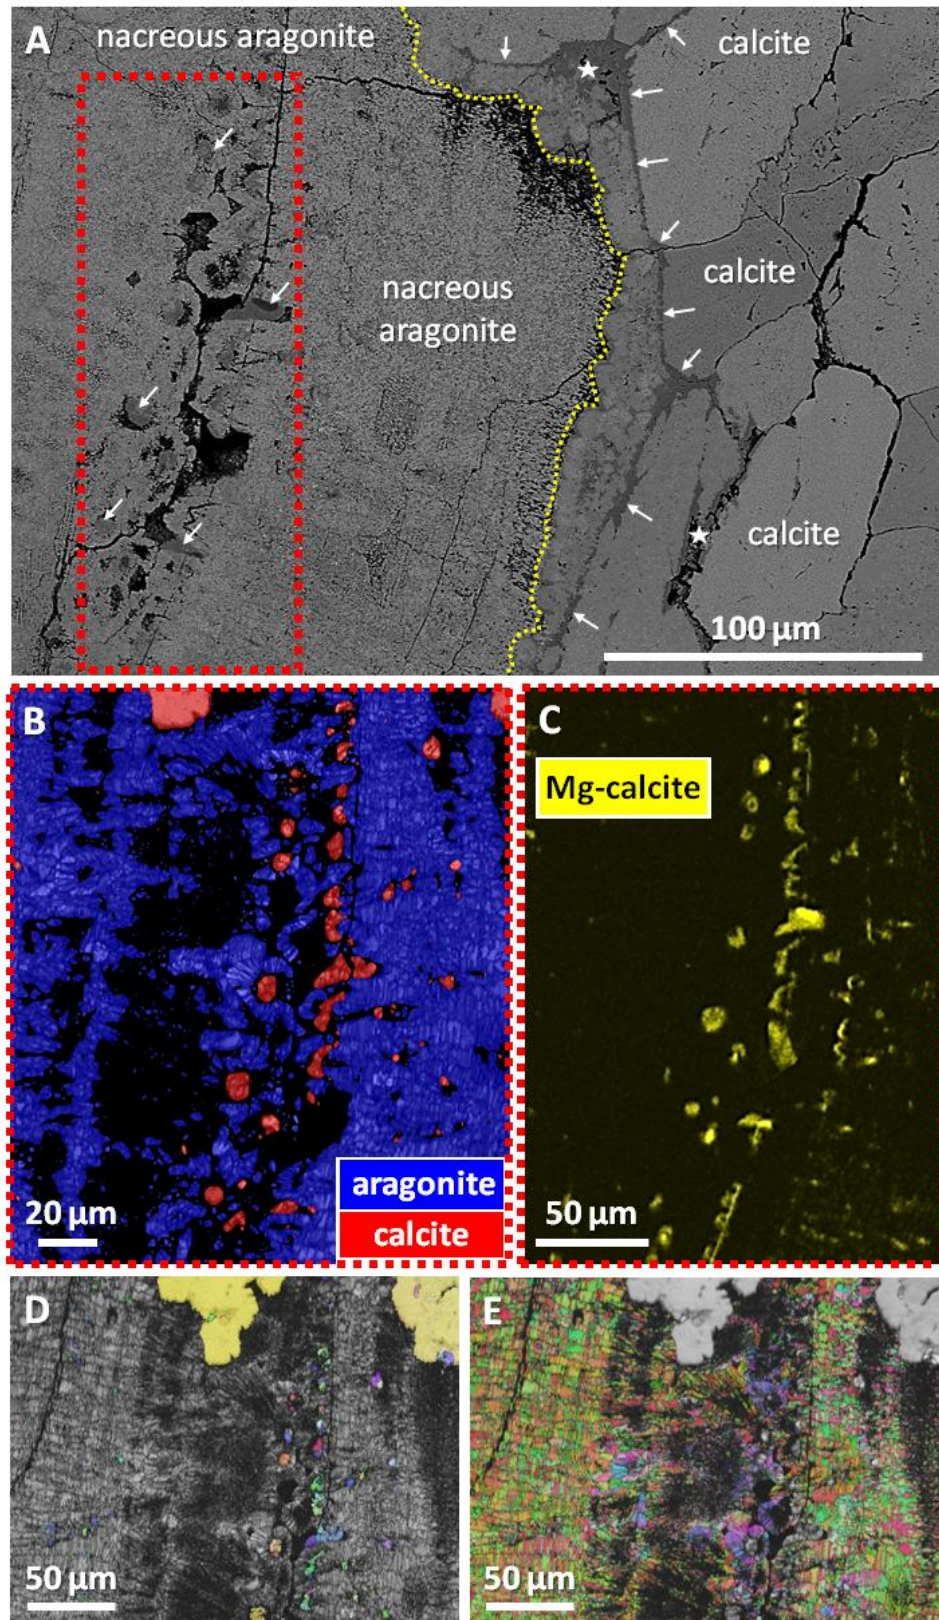 A
nacreous aragonite
calcite
calcite
nacreous
aragonite
calcite
100 µm
B
aragonite
calcite
20 µm
C
Mg-calcite
50 µm
D
50 µm
E
50 µm